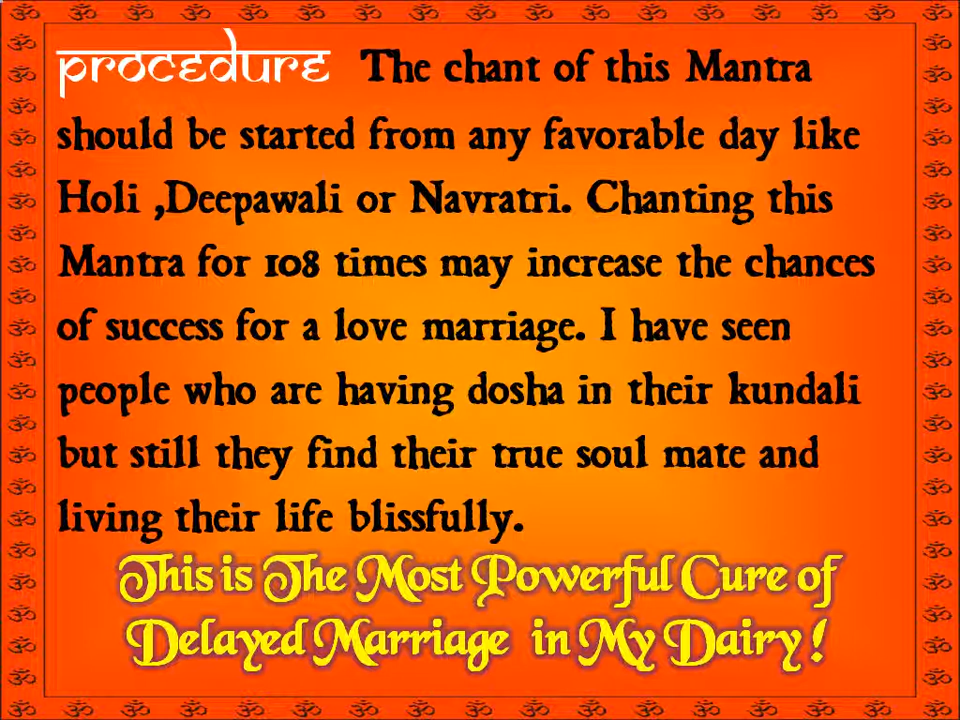 PROCEDURE The chant of this Mantra
should be started from any favorable day like
Holi ,Deepawali or Navratri. Chanting this
Mantra for 108 times may increase the chances
of success for a love marriage. I have seen
people who are having dosha in their kundali
but still they find their true soul mate and
living their life blissfully.
This is The Most Powerful Cure of
Delayed Marriage in My Dairy !